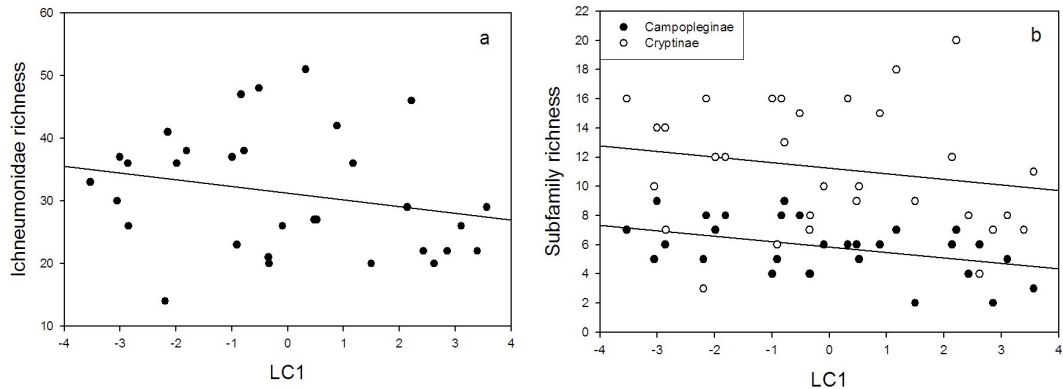 a
Ichneumonidae richness
60
50
40
30
20
10
-4 -3 -2 -1 0 1 2 3 4
LC1
b
Campopleginae
Cryptinae
Subfamily richness
22
20
18
16
14
12
10
8
6
4
2
0
-4 -3 -2 -1 0 1 2 3 4
LC1